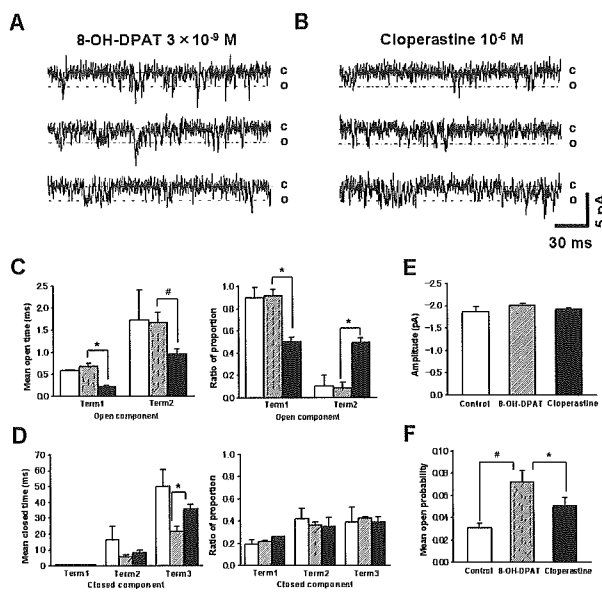 A
B
8-OH-DPAT 3 × 10-9 M
Cloperastine 10-6 M
C
O
C
O
C
O
C
O
C
O
C
O
5 pA
30 ms
C
Mean open time (ms)
2.5
2.0
1.5
1.0
0.5
0.0
*
#
Term1
Term2
Open component
Ratio of proportion
1.0
0.8
0.6
0.4
0.2
0.0
*
*
Term1
Term2
Open component
E
Amplitude (pA)
-2.5
-2.0
-1.5
-1.0
-.5
0.0
Control
8-OH-DPAT
Cloperastine
D
Mean closed time (ms)
70
60
50
40
30
20
10
0
*
Term1
Term2
Term3
Closed component
Ratio of proportion
1.0
0.8
0.6
0.4
0.2
0.0
Term1
Term2
Term3
Closed component
F
Mean open probability
0.10
0.08
0.06
0.04
0.02
0.00
#
*
Control
8-OH-DPAT
Cloperastine